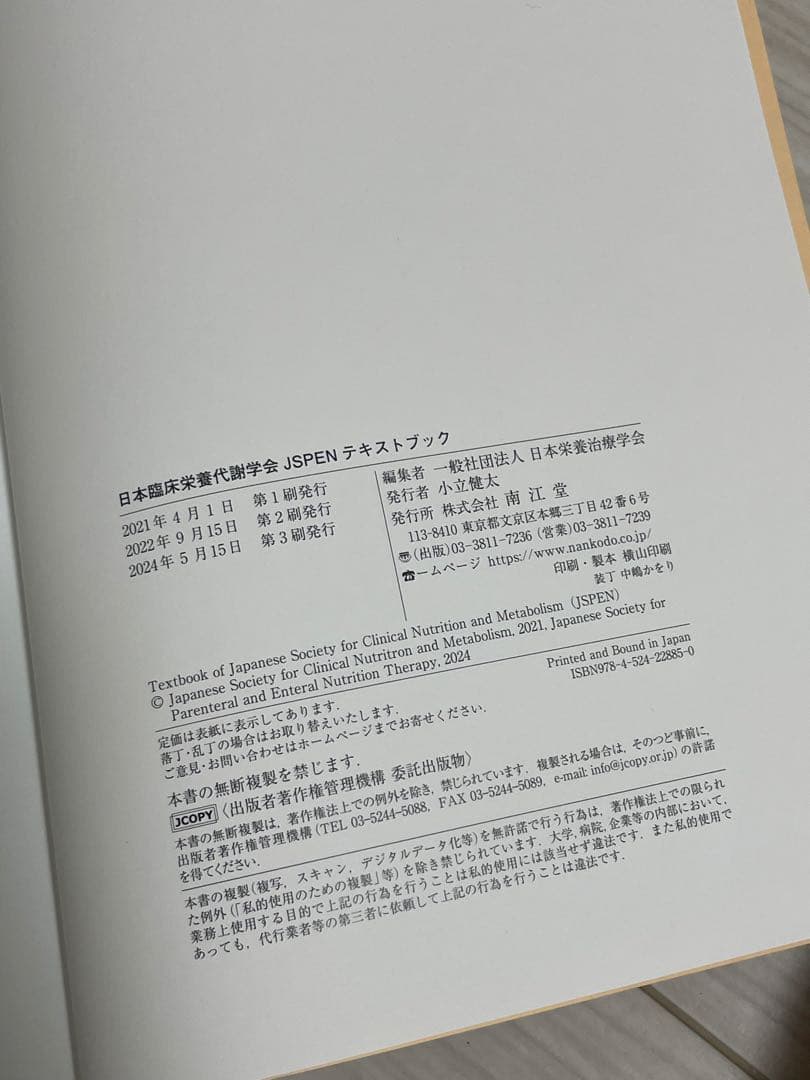 日本臨床栄養代謝学会 JSPEN テキストブック
2021年 4 月 1 日　第 1 刷発行
2022年 9 月15日　第 2 刷発行
2024年 5 月15日　第 3 刷発行
編集者 一般社団法人 日本栄養治療学会
発行者 小立健太
発行所 株式会社 南 江 堂
113-8410 東京都文京区本郷三丁目 42 番 6 号
☎(出版)03-3811-7236 (営業)03-3811-7239
ホームページ https://www.nankodo.co.jp/
印刷・製本 横山印刷
装丁 中嶋かをり
Textbook of Japanese Society for Clinical Nutrition and Metabolism (JSPEN)
© Japanese Society for Clinical Nutritron and Metabolism, 2021, Japanese Society for
Parenteral and Enteral Nutrition Therapy, 2024
Printed and Bound in Japan
ISBN978-4-524-22885-0
定価は表紙に表示してあります.
落丁・乱丁の場合はお取り替えいたします.
ご意見・お問い合わせはホームページまでお寄せください.
本書の無断複製を禁じます.
JCOPY 〈出版者著作権管理機構 委託出版物〉
本書の無断複製は, 著作権法上での例外を除き, 禁じられています. 複製される場合は, そのつど事前に,
出版者著作権管理機構 (TEL 03-5244-5088, FAX 03-5244-5089, e-mail: info@jcopy.or.jp) の許諾
を得てください.
本書の複製 (複写, スキャン, デジタルデータ化等) を無許諾で行う行為は, 著作権法上での限られ
た例外 (「私的使用のための複製」等) を除き禁じられています. 大学, 病院, 企業等の内部において,
業務上使用する目的で上記の行為を行うことは私的使用には該当せず違法です. また私的使用で
あっても, 代行業者等の第三者に依頼して上記の行為を行うことは違法です.